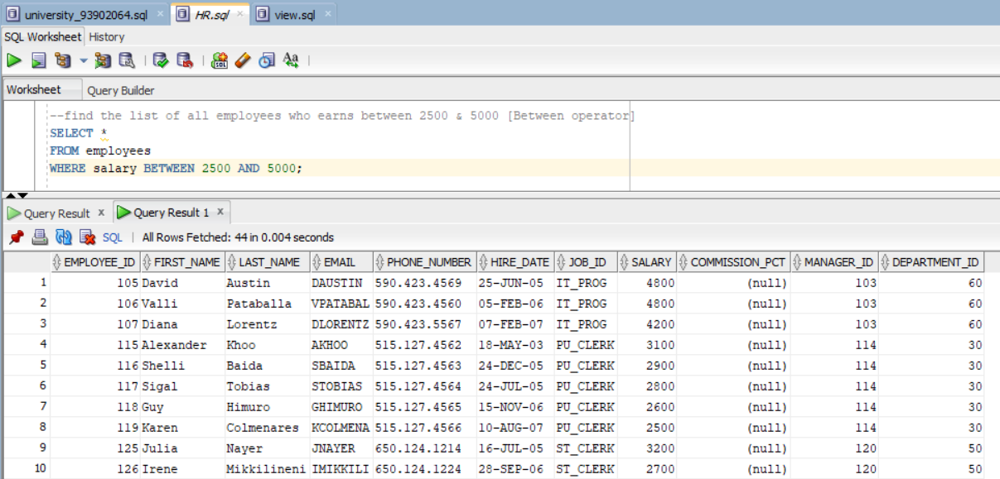 university_93902064.sql × HR.sql × view.sql ×
SQL Worksheet History
Worksheet Query Builder
--find the list of all employees who earns between 2500 & 5000 [Between operator]
SELECT *
FROM employees
WHERE salary BETWEEN 2500 AND 5000;
Query Result x Query Result 1 x
SQL | All Rows Fetched: 44 in 0.004 seconds
EMPLOYEE_ID FIRST_NAME LAST_NAME EMAIL PHONE_NUMBER HIRE_DATE JOB_ID SALARY COMMISSION_PCT MANAGER_ID DEPARTMENT_ID
1 105 David Austin DAUSTIN 590.423.4569 25-JUN-05 IT_PROG 4800 (null) 103 60
2 106 Valli Pataballa VPATABAL 590.423.4560 05-FEB-06 IT_PROG 4800 (null) 103 60
3 107 Diana Lorentz DLORENTZ 590.423.5567 07-FEB-07 IT_PROG 4200 (null) 103 60
4 115 Alexander Khoo AKHOO 515.127.4562 18-MAY-03 PU_CLERK 3100 (null) 114 30
5 116 Shelli Baida SBAIDA 515.127.4563 24-DEC-05 PU_CLERK 2900 (null) 114 30
6 117 Sigal Tobias STOBIAS 515.127.4564 24-JUL-05 PU_CLERK 2800 (null) 114 30
7 118 Guy Himuro GHIMURO 515.127.4565 15-NOV-06 PU_CLERK 2600 (null) 114 30
8 119 Karen Colmenares KCOLMENA 515.127.4566 10-AUG-07 PU_CLERK 2500 (null) 114 30
9 125 Julia Nayer JNAYER 650.124.1214 16-JUL-05 ST_CLERK 3200 (null) 120 50
10 126 Irene Mikkilineni IMIKKILI 650.124.1224 28-SEP-06 ST_CLERK 2700 (null) 120 50